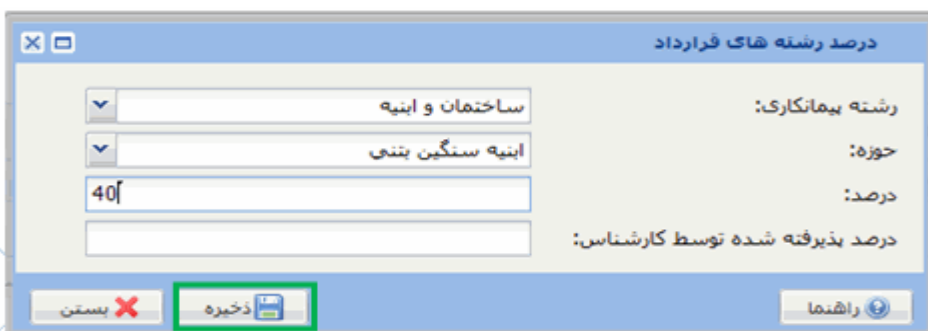 درصد رشته های قرارداد
رشته پیمانکاری: ساختمان و ابنیه
حوزه: ابنیه سنگین بتنی
درصد: 40
درصد پذیرفته شده توسط کارشناس:
راهنما ذخیره بستن